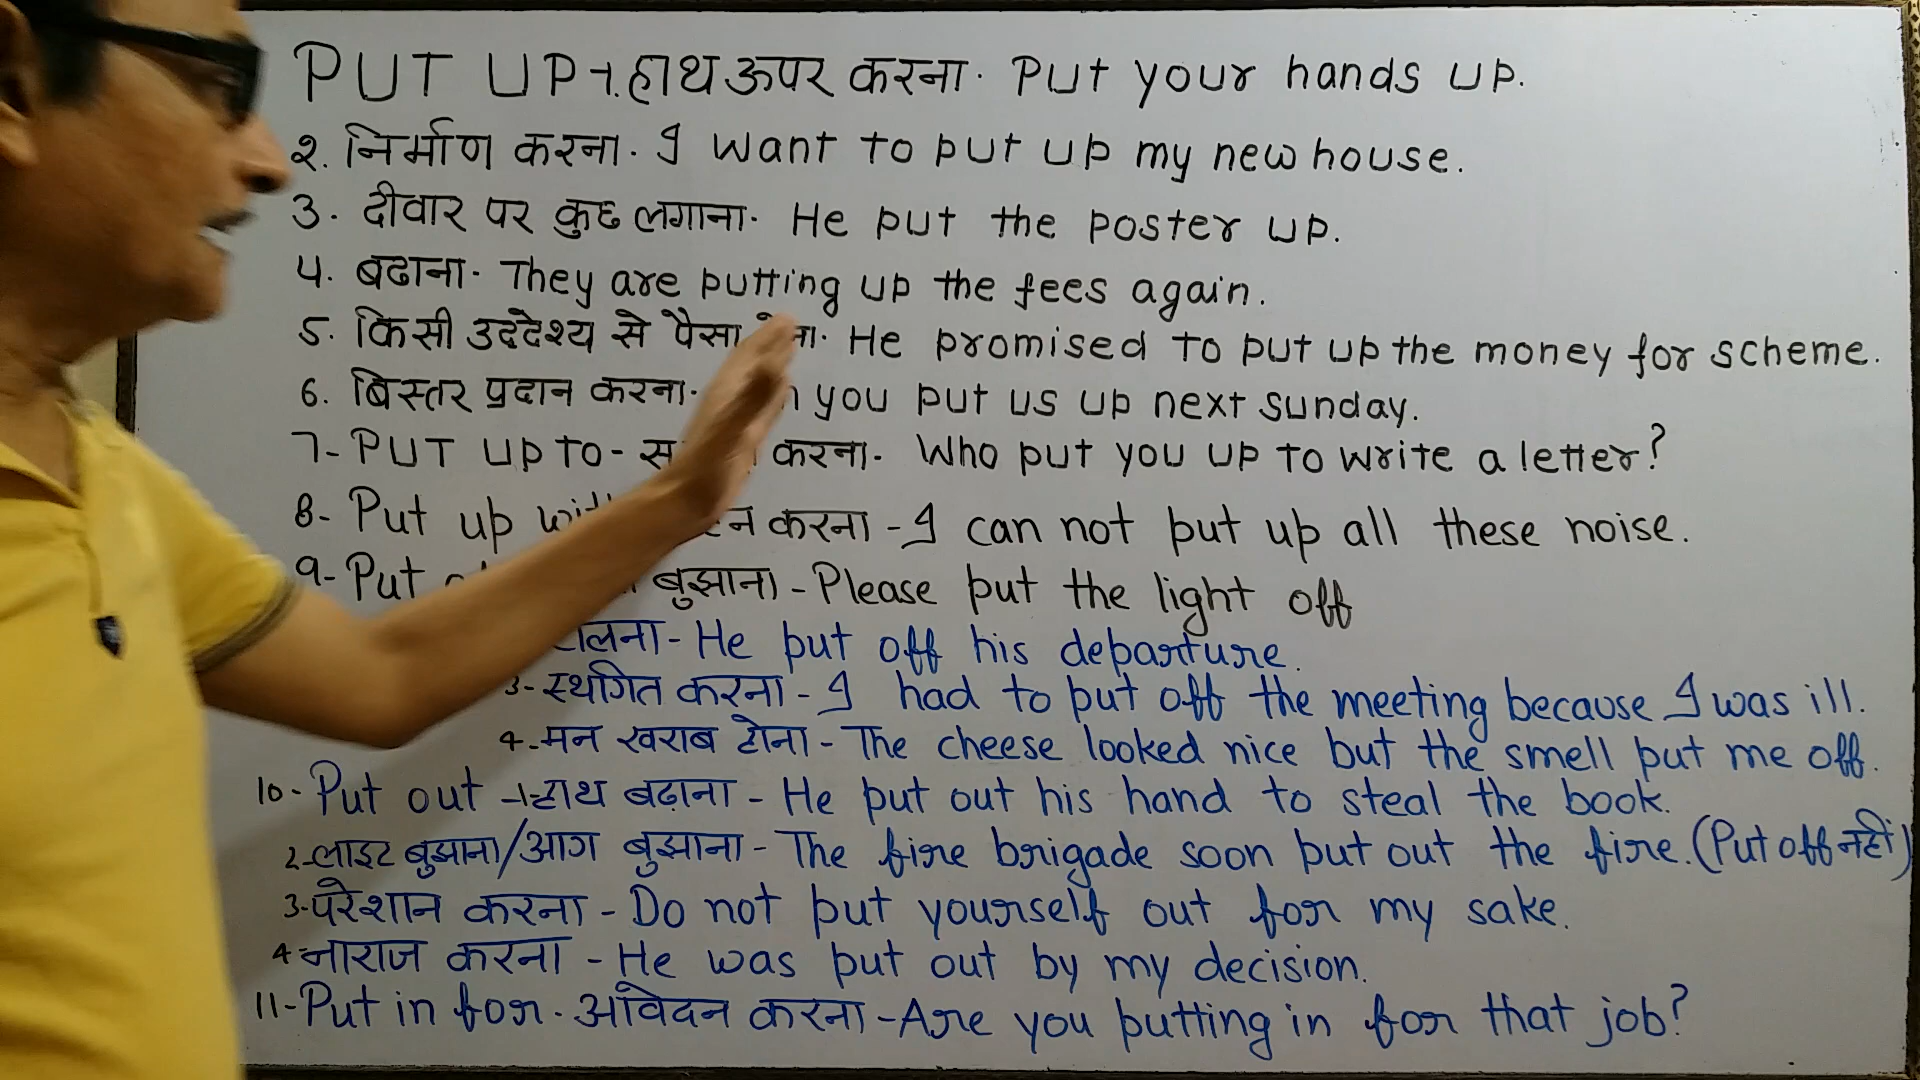 PUT UP → 1. हाथ ऊपर करना. Put your hands up.
2. निर्माण करना. I want to put up my new house.
3. दीवार पर कुछ लगाना. He put the poster up.
4. बढाना. They are putting up the fees again.
5. किसी उददेश्य से पैसा He promised to put up the money for scheme.
6. बिस्तर प्रदान करना. you put us up next sunday.
7- PUT UP TO - करना. Who put you up to write a letter?
8- Put up करना - I can not put up all these noise.
9- Put बुझाना - Please put the light off
He put off his departure.
3- स्थगित करना - I had to put off the meeting because I was ill.
4- मन खराब होना - The cheese looked nice but the smell put me off.
10- Put out → 1- हाथ बढ़ाना - He put out his hand to steal the book.
2- लाइट बुझाना/आग बुझाना - The fire brigade soon put out the fire. (Put off नहीं)
3- परेशान करना - Do not put yourself out for my sake.
4- नाराज करना - He was put out by my decision.
11- Put in for. आवेदन करना - Are you putting in for that job?